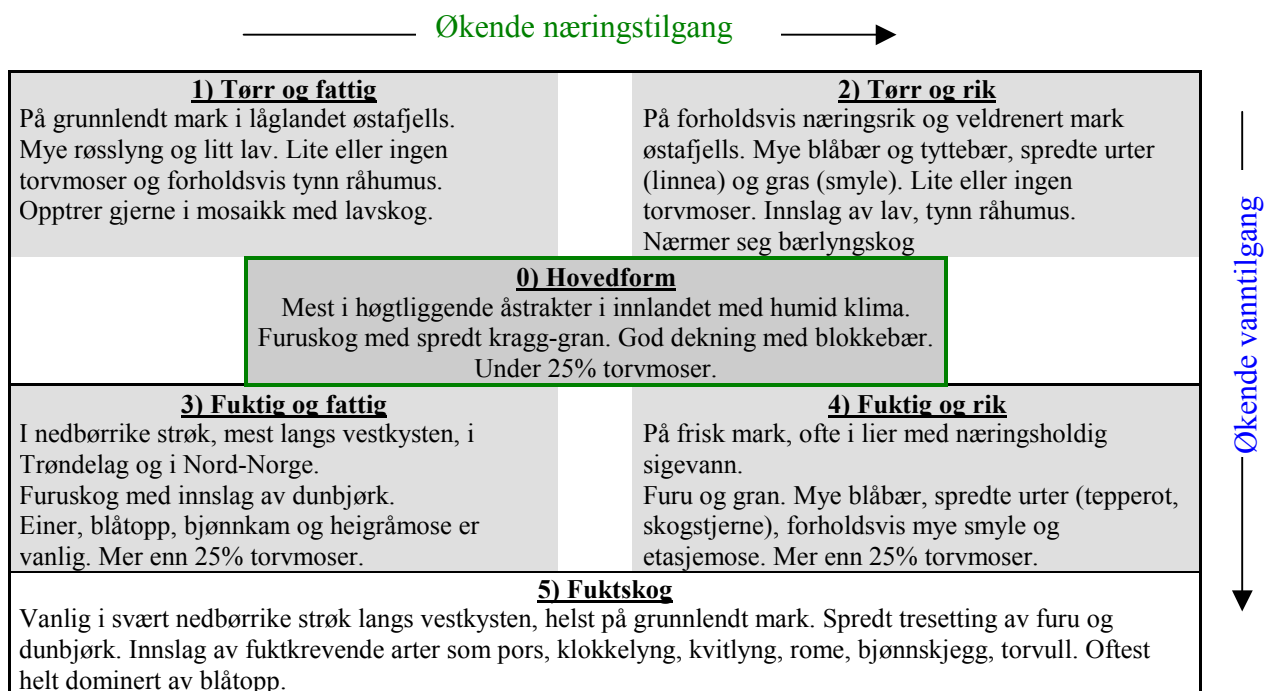 Økende næringstilgang
1) Tørr og fattig
På grunnlendt mark i låglandet østafjells.
Mye røsslyng og litt lav. Lite eller ingen
torvmoser og forholdsvis tynn råhumus.
Opptrer gjerne i mosaikk med lavskog.
2) Tørr og rik
På forholdsvis næringsrik og veldrenert mark
østafjells. Mye blåbær og tyttebær, spredte urter
(linnea) og gras (smyle). Lite eller ingen
torvmoser. Innslag av lav, tynn råhumus.
Nærmer seg bærlyngskog
0) Hovedform
Mest i høgtliggende åstrakter i innlandet med humid klima.
Furuskog med spredt kragg-gran. God dekning med blokkebær.
Under 25% torvmoser.
3) Fuktig og fattig
I nedbørrike strøk, mest langs vestkysten, i
Trøndelag og i Nord-Norge.
Furuskog med innslag av dunbjørk.
Einer, blåtopp, bjønnkam og heigråmose er
vanlig. Mer enn 25% torvmoser.
4) Fuktig og rik
På frisk mark, ofte i lier med næringsholdig
sigevann.
Furu og gran. Mye blåbær, spredte urter (tepperot,
skogstjerne), forholdsvis mye smyle og
etasjemose. Mer enn 25% torvmoser.
5) Fuktskog
Vanlig i svært nedbørrike strøk langs vestkysten, helst på grunnlendt mark. Spredt tresetting av furu og
dunbjørk. Innslag av fuktkrevende arter som pors, klokkelyng, kvitlyng, rome, bjønnskjegg, torvull. Oftest
helt dominert av blåtopp.
Økende vanntilgang